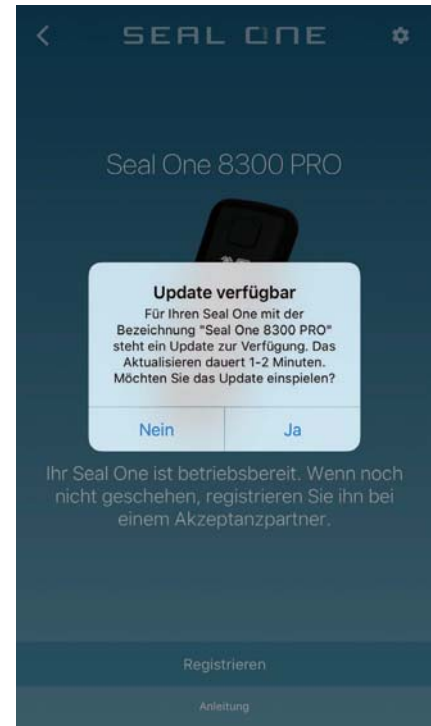 SEAL ONE
Seal One 8300 PRO
Update verfügbar
Für Ihren Seal One mit der
Bezeichnung "Seal One 8300 PRO"
steht ein Update zur Verfügung. Das
Aktualisieren dauert 1-2 Minuten.
Möchten Sie das Update einspielen?
Nein
Ja
Ihr Seal One ist betriebsbereit. Wenn noch
nicht geschehen, registrieren Sie ihn bei
einem Akzeptanzpartner.
Registrieren
Anleitung